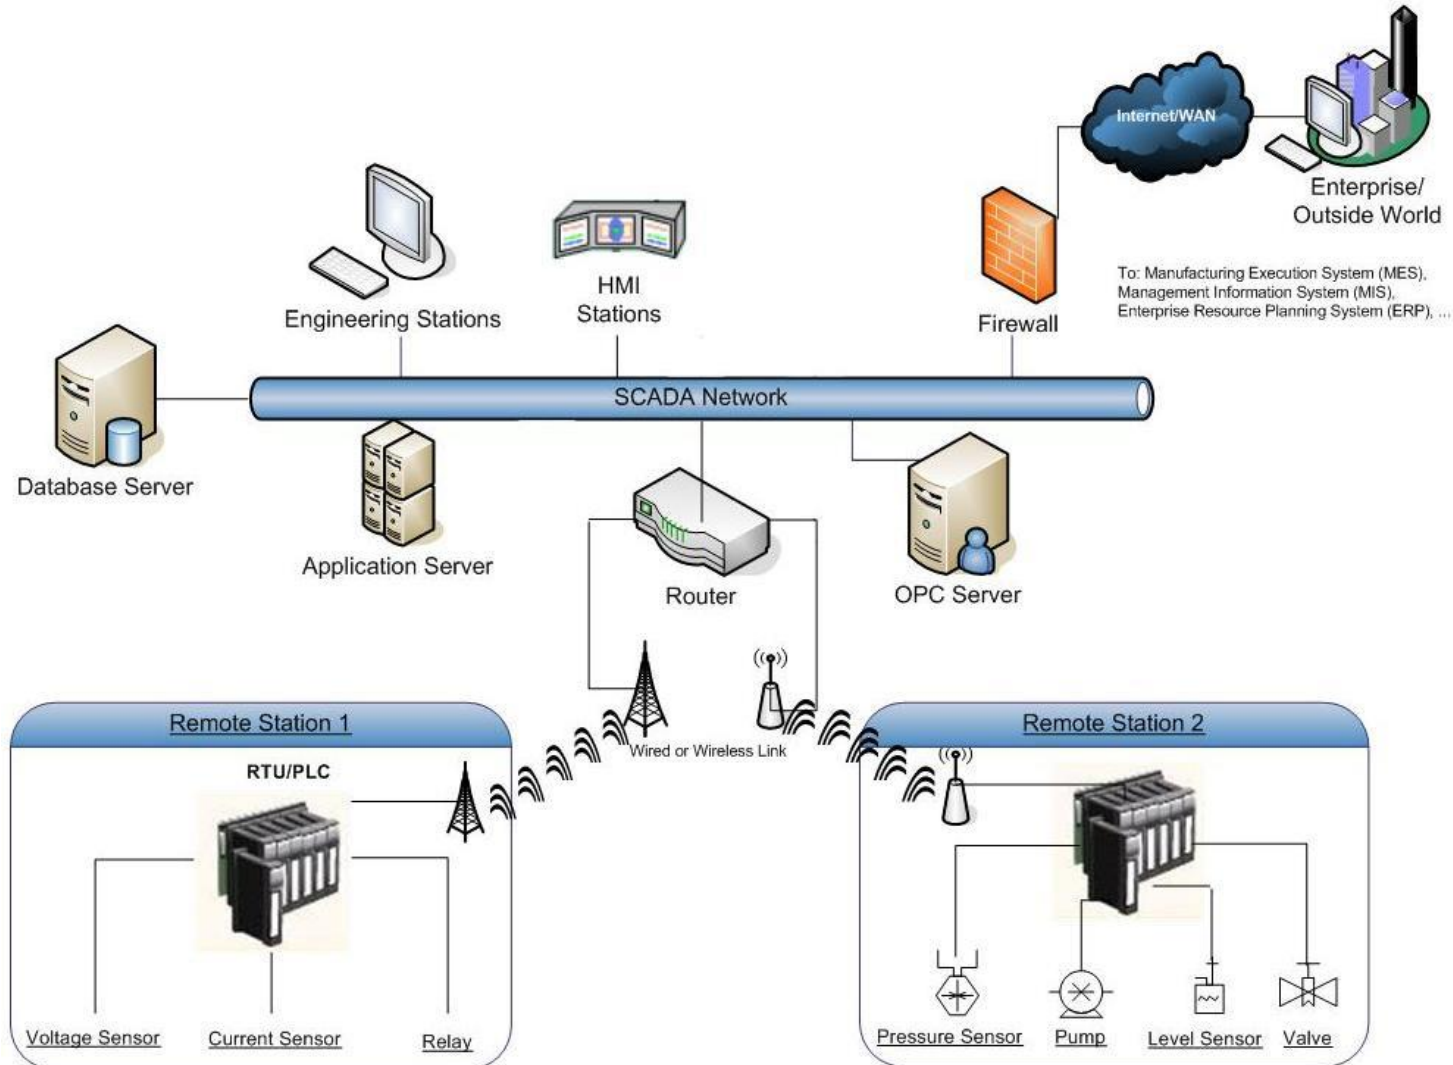 Internet/WAN
Enterprise/
Outside World
To: Manufacturing Execution System (MES),
Management Information System (MIS),
Enterprise Resource Planning System (ERP), ...
Engineering Stations
HMI
Stations
Firewall
SCADA Network
Database Server
Application Server
Router
OPC Server
Wired or Wireless Link
Remote Station 1
RTU/PLC
Voltage Sensor
Current Sensor
Relay
Remote Station 2
Pressure Sensor
Pump
Level Sensor
Valve